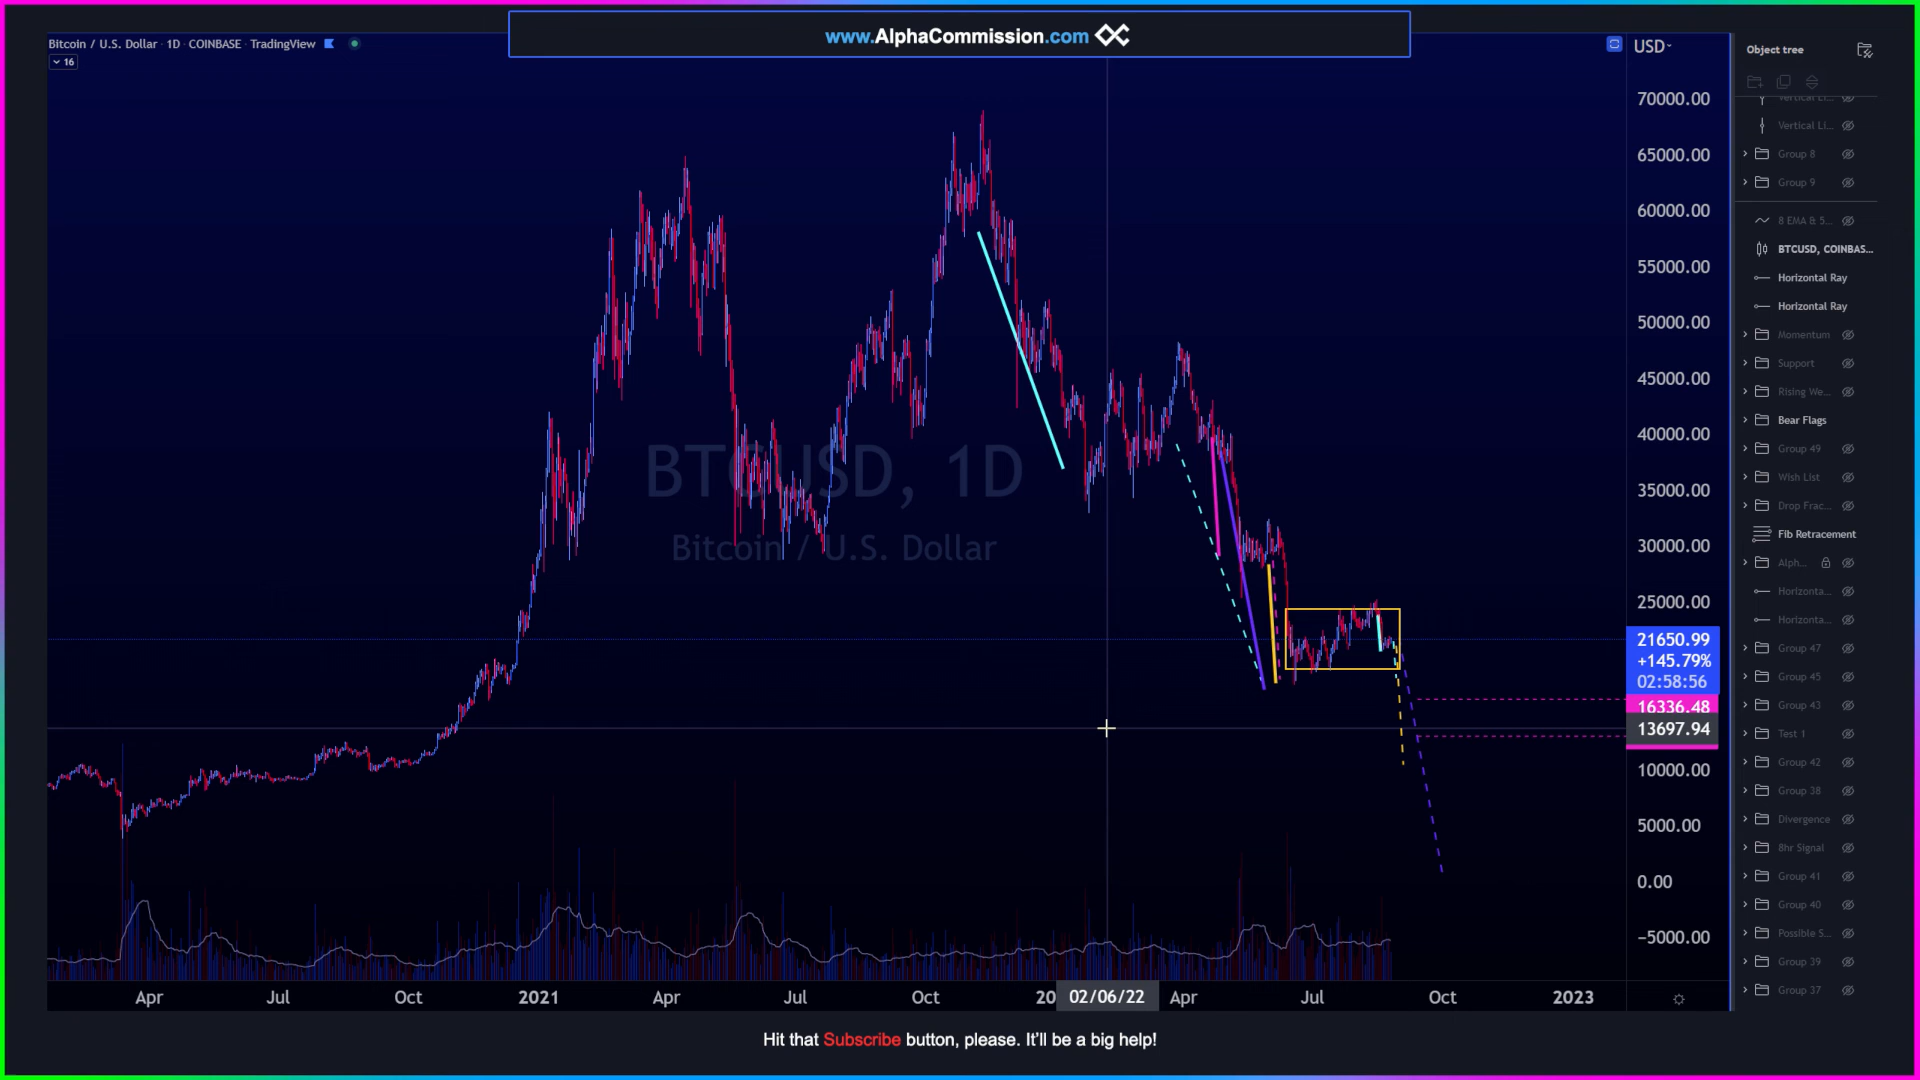 www.AlphaCommission.com
Bitcoin / U.S. Dollar · 1D · COINBASE · TradingView
16
USD
Object tree
70000.00
65000.00
60000.00
55000.00
50000.00
45000.00
40000.00
35000.00
30000.00
25000.00
21650.99
+145.79%
02:58:56
16336.48
13697.94
10000.00
5000.00
0.00
−5000.00
BTCUSD, 1D
Bitcoin / U.S. Dollar
Vertical Li...
Vertical Li...
Group 8
Group 9
8 EMA & 5...
BTCUSD, COINBAS...
Horizontal Ray
Horizontal Ray
Momentum
Support
Rising We...
Bear Flags
Group 49
Wish List
Drop Frac...
Fib Retracement
Alph...
Horizonta...
Horizonta...
Group 47
Group 45
Group 43
Test 1
Group 42
Group 38
Divergence
8hr Signal
Group 41
Group 40
Possible S...
Group 39
Group 37
Apr Jul Oct 2021 Apr Jul Oct 20 02/06/22 Apr Jul Oct 2023
Hit that Subscribe button, please. It'll be a big help!